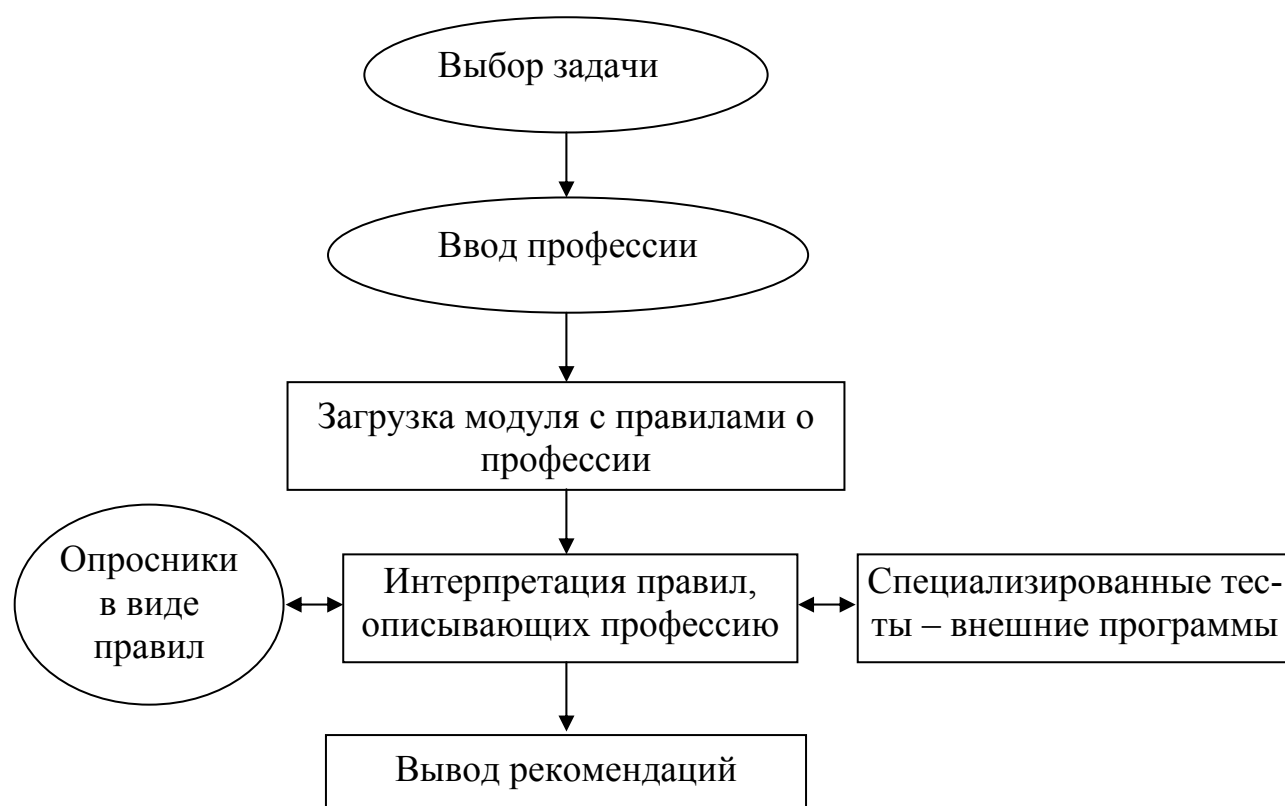 Выбор задачи
Ввод профессии
Загрузка модуля с правилами о
профессии
Опросники
в виде
правил
Интерпретация правил,
описывающих профессию
Специализированные тес-
ты – внешние программы
Вывод рекомендаций